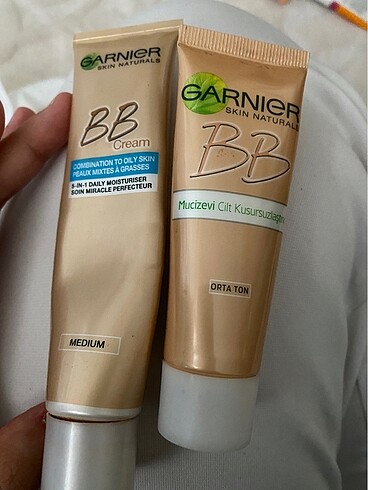 GARNIER
SKIN NATURALS
BB
Cream
COMBINATION TO OILY SKIN
PEAUX MIXTES À GRASSES
5-IN-1 DAILY MOISTURISER
SOIN MIRACLE PERFECTEUR
MEDIUM
GARNIER
SKIN NATURALS
BB
Mucizevi Cilt Kusursuzlaştırıcı
ORTA TON